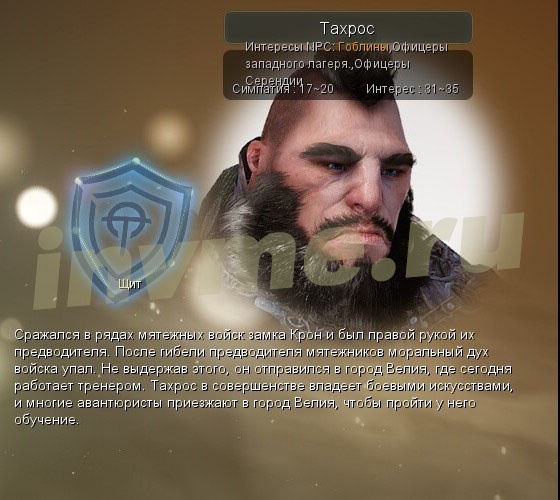 Тахрос
Интересы NPC: Гоблины,Офицеры
западного лагеря.,Офицеры
Серендии
Симпатия : 17~20 Интерес : 31~35
Щит
irvmc.ru
Сражался в рядах мятежных войск замка Крон и был правой рукой их
предводителя. После гибели предводителя мятежников моральный дух
войска упал. Не выдержав этого, он отправился в город Велия, где сегодня
работает тренером. Тахрос в совершенстве владеет боевыми искусствами,
и многие авантюристы приезжают в город Велия, чтобы пройти у него
обучение.